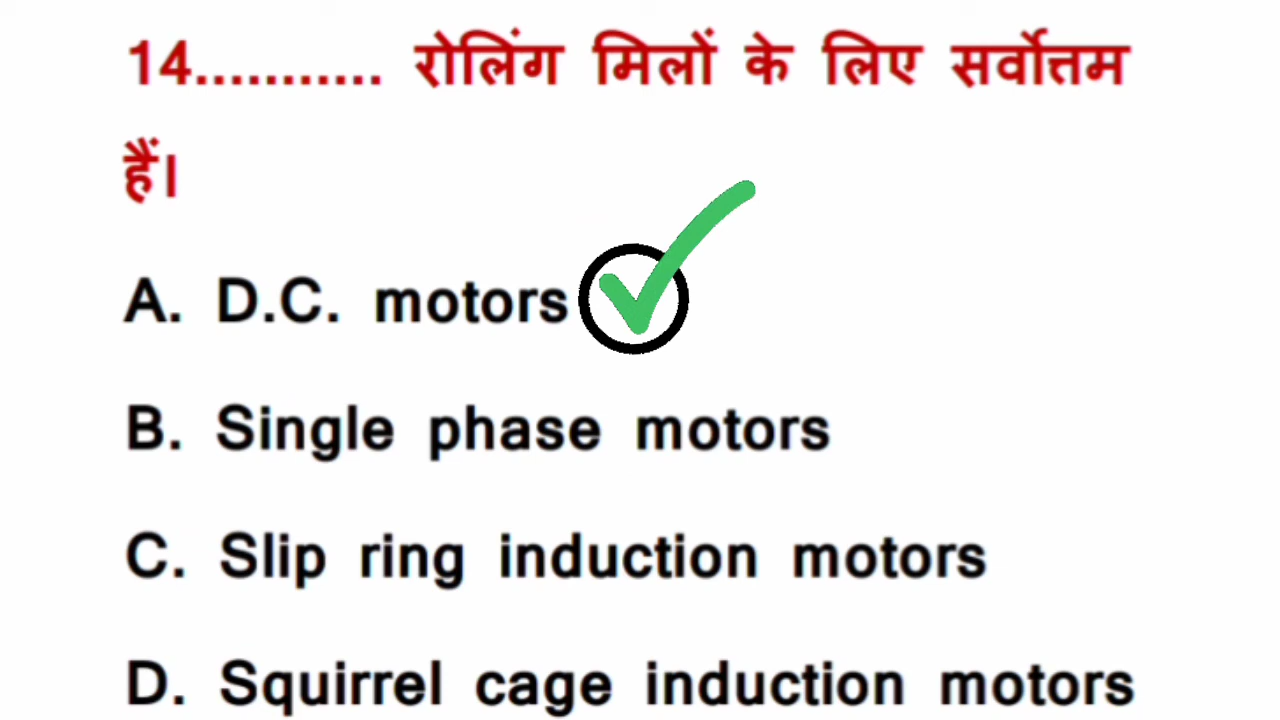 14........... रोलिंग मिलों के लिए सर्वोत्तम
हैं।
A. D.C. motors
B. Single phase motors
C. Slip ring induction motors
D. Squirrel cage induction motors